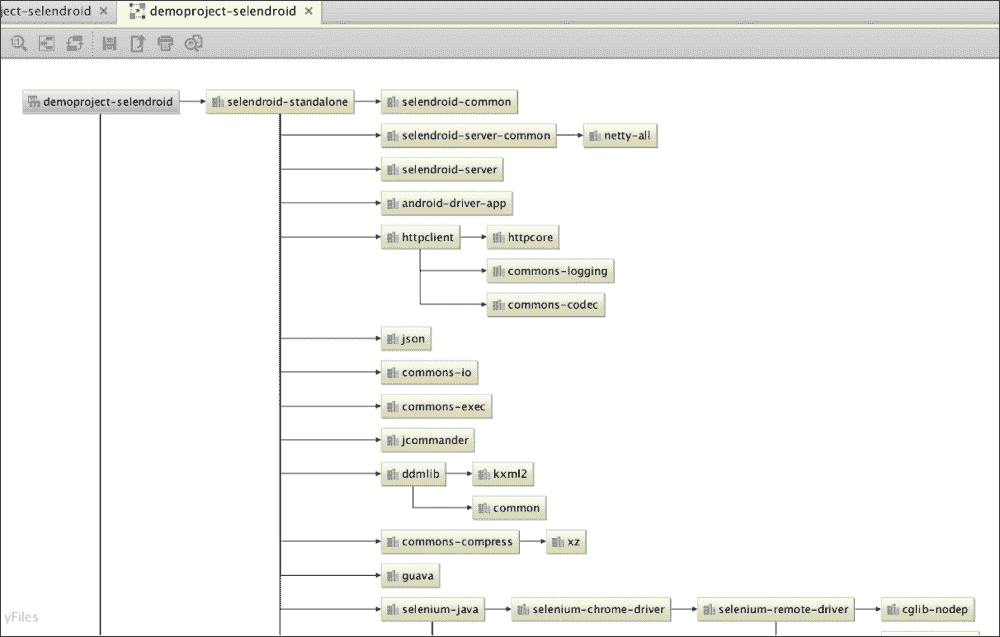 ject-selendroid
demoproject-selendroid
demoproject-selendroid
selendroid-standalone
selendroid-common
selendroid-server-common
netty-all
selendroid-server
android-driver-app
httpclient
httpcore
commons-logging
commons-codec
json
commons-io
commons-exec
jcommander
ddmlib
kxml2
common
commons-compress
xz
guava
selenium-java
selenium-chrome-driver
selenium-remote-driver
cglib-nodep
yFiles